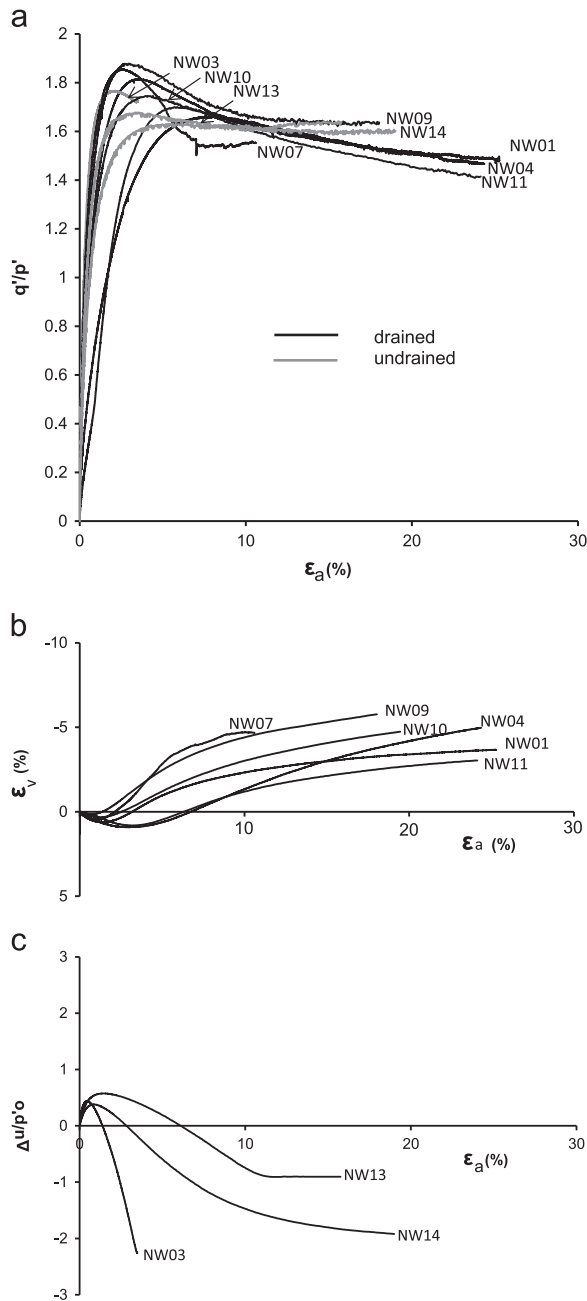 a
2
1.8
1.6
1.4
1.2
1
0.8
0.6
0.4
0.2
0
q'/p'
NW03
NW10
NW13
NW09
NW14
NW07
NW01
NW04
NW11
drained
undrained
0
10
20
30
εa(%)
b
-10
-5
0
5
εv (%)
NW07
NW09
NW10
NW04
NW01
NW11
0
10
20
30
εa (%)
c
3
2
1
0
-1
-2
-3
Δu/p'o
0
10
20
30
εa(%)
NW13
NW14
NW03